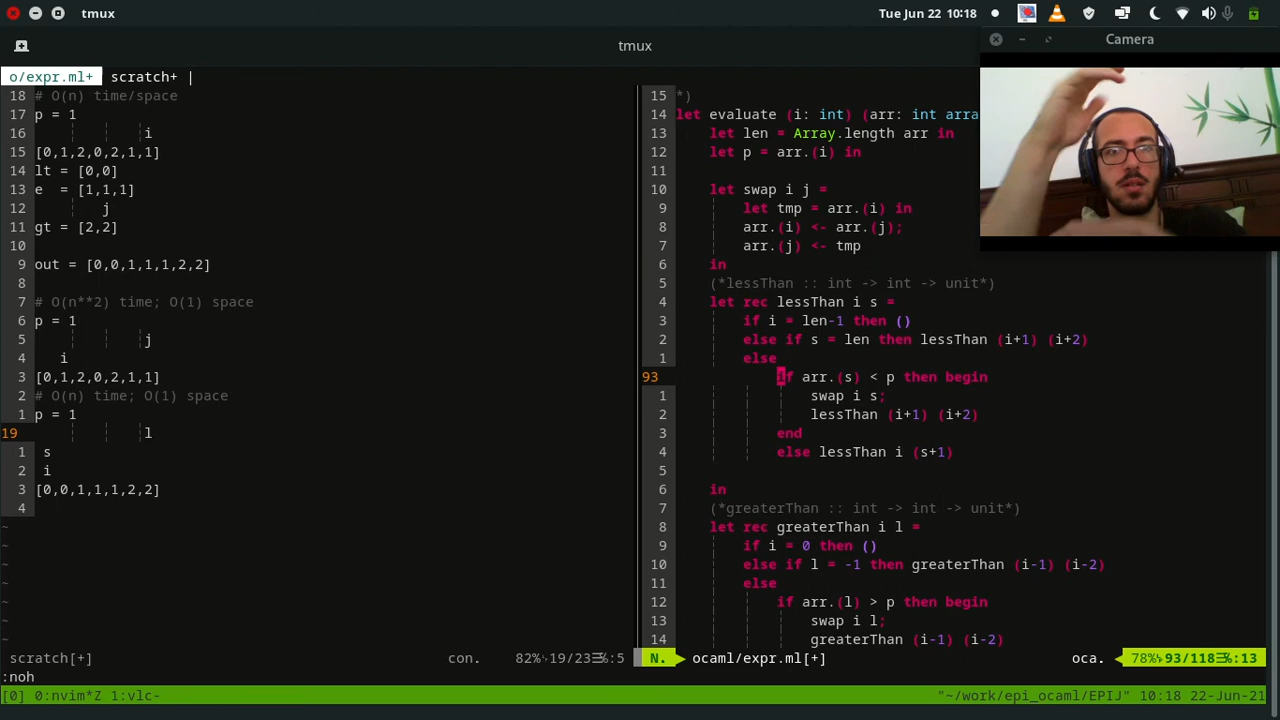 tmux
Tue Jun 22 10:18
tmux
Camera
o/expr.ml+ scratch+ |
18 # O(n) time/space
17 p = 1
16 i
15 [0,1,2,0,2,1,1]
14 lt = [0,0]
13 e = [1,1,1]
12 j
11 gt = [2,2]
10
9 out = [0,0,1,1,1,2,2]
8
7 # O(n**2) time; O(1) space
6 p = 1
5 j
4 i
3 [0,1,2,0,2,1,1]
2 # O(n) time; O(1) space
1 p = 1
19 l
1 s
2 i
3 [0,0,1,1,1,2,2]
4
~
~
~
~
~
~
~
scratch[+] con. 82% 19/23 %:5
15 *)
14 let evaluate (i: int) (arr: int arra
13 let len = Array.length arr in
12 let p = arr.(i) in
11
10 let swap i j =
9 let tmp = arr.(i) in
8 arr.(i) <- arr.(j);
7 arr.(j) <- tmp
6 in
5 (*lessThan :: int -> int -> unit*)
4 let rec lessThan i s =
3 if i = len-1 then ()
2 else if s = len then lessThan (i+1) (i+2)
1 else
93 if arr.(s) < p then begin
1 swap i s;
2 lessThan (i+1) (i+2)
3 end
4 else lessThan i (s+1)
5
6 in
7 (*greaterThan :: int -> int -> unit*)
8 let rec greaterThan i l =
9 if i = 0 then ()
10 else if l = -1 then greaterThan (i-1) (i-2)
11 else
12 if arr.(l) > p then begin
13 swap i l;
14 greaterThan (i-1) (i-2)
N. ocaml/expr.ml[+] oca. 78% 93/118 %:13
:noh
[0] 0:nvim*Z 1:vlc- "~/work/epi_ocaml/EPIJ" 10:18 22-Jun-21